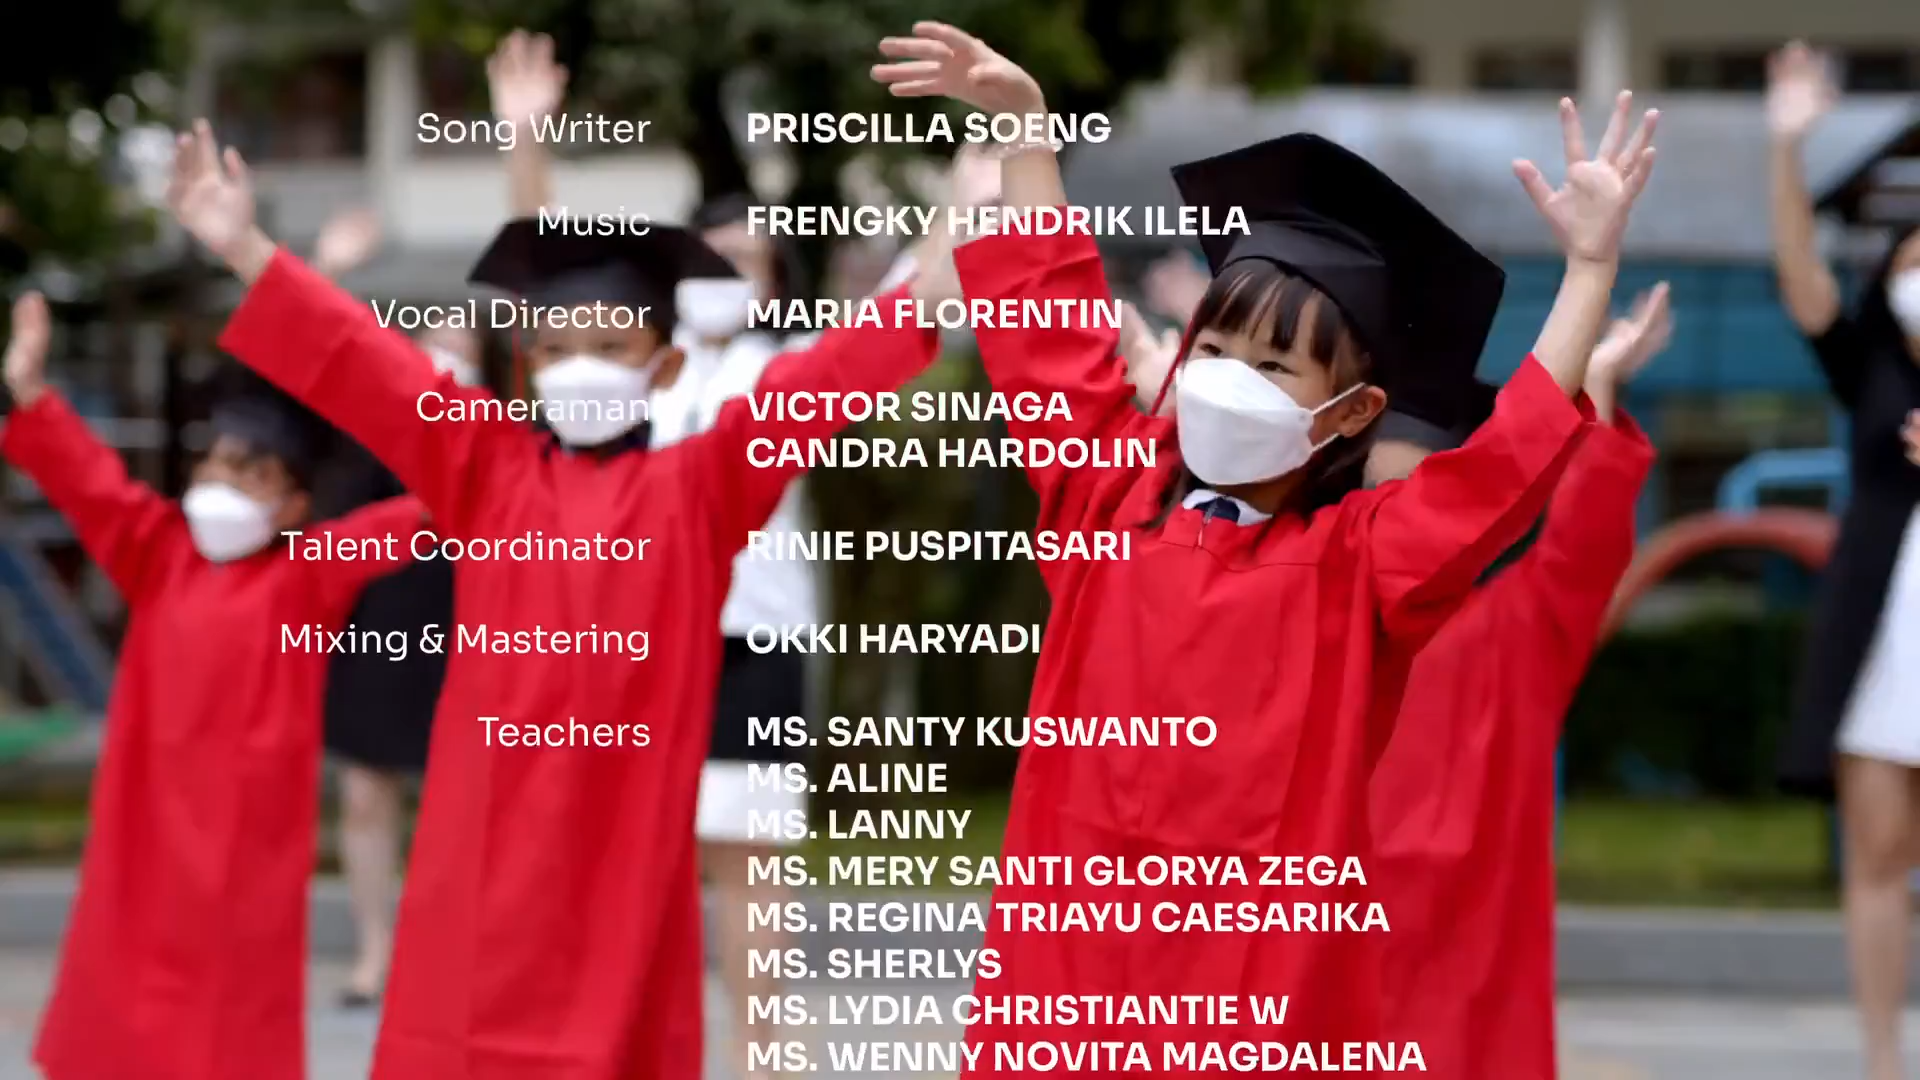 Song Writer PRISCILLA SOENG
Music FRENGKY HENDRIK ILELA
Vocal Director MARIA FLORENTIN
Cameraman VICTOR SINAGA
CANDRA HARDOLIN
Talent Coordinator RINIE PUSPITASARI
Mixing & Mastering OKKI HARYADI
Teachers MS. SANTY KUSWANTO
MS. ALINE
MS. LANNY
MS. MERY SANTI GLORYA ZEGA
MS. REGINA TRIAYU CAESARIKA
MS. SHERLYS
MS. LYDIA CHRISTIANTIE W
MS. WENNY NOVITA MAGDALENA